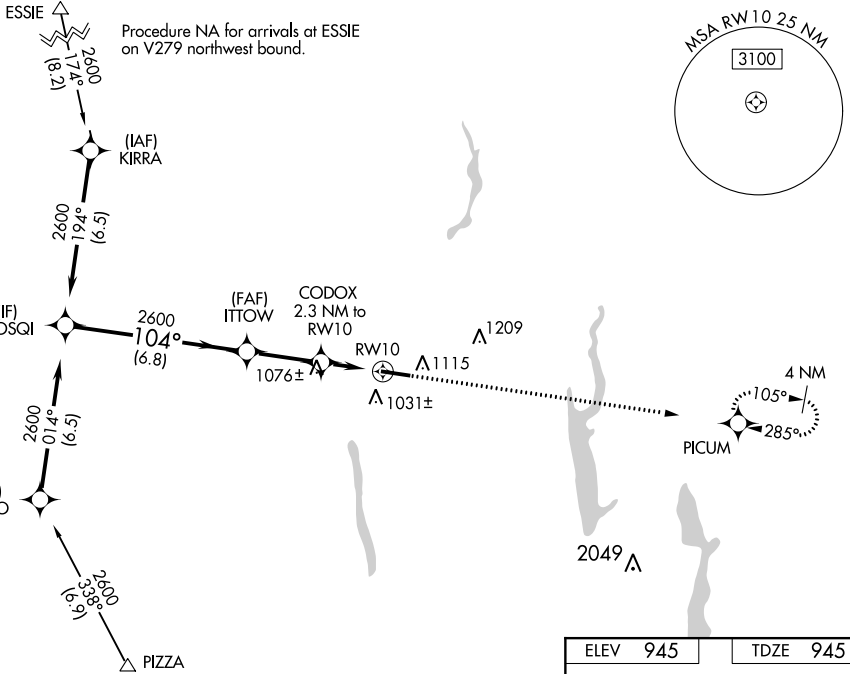 ESSIE
Procedure NA for arrivals at ESSIE
on V279 northwest bound.
MSA RW10 25 NM
3100
2600
174°
(8.2)
(IAF)
KIRRA
2600
194°
(6.5)
IF)
OSQI
2600
104°
(6.8)
(FAF)
ITTOW
CODOX
2.3 NM to
RW10
1076±
RW10
1115
1209
1031±
4 NM
105°
285°
PICUM
2600
014°
(6.5)
)
O
2049
2600
338°
(6.9)
PIZZA
ELEV 945
TDZE 945